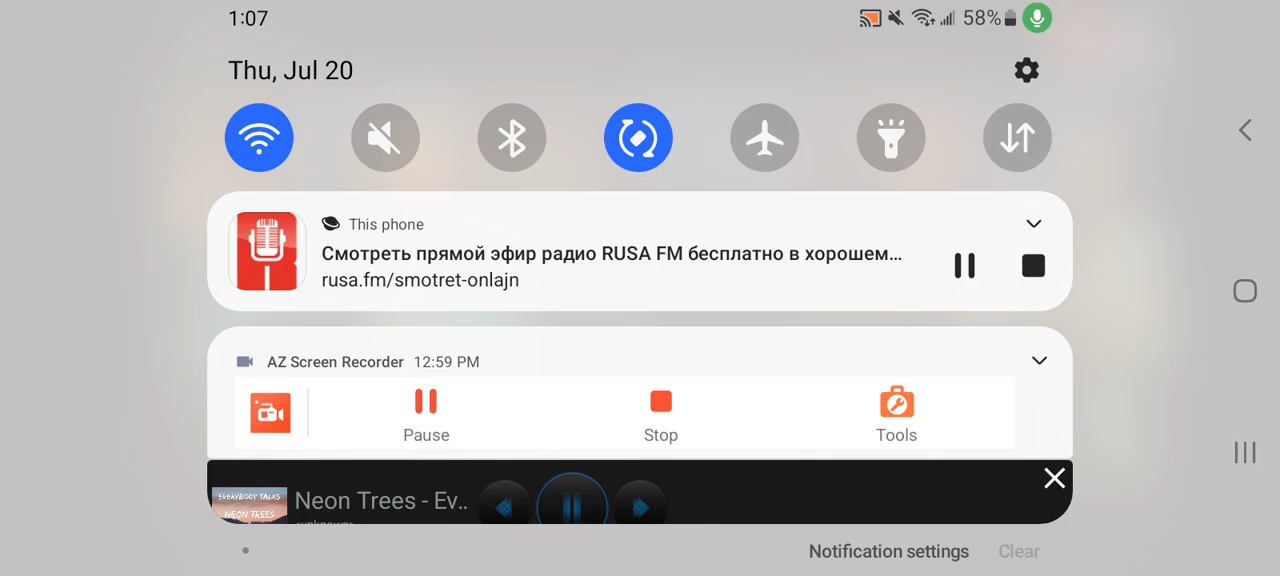 1:07
58%
Thu, Jul 20
This phone
Смотреть прямой эфир радио RUSA FM бесплатно в хорошем…
rusa.fm/smotret-onlajn
AZ Screen Recorder 12:59 PM
Pause
Stop
Tools
EVERYBODY TALKS
NEON TREES
Neon Trees - Ev..
Notification settings
Clear